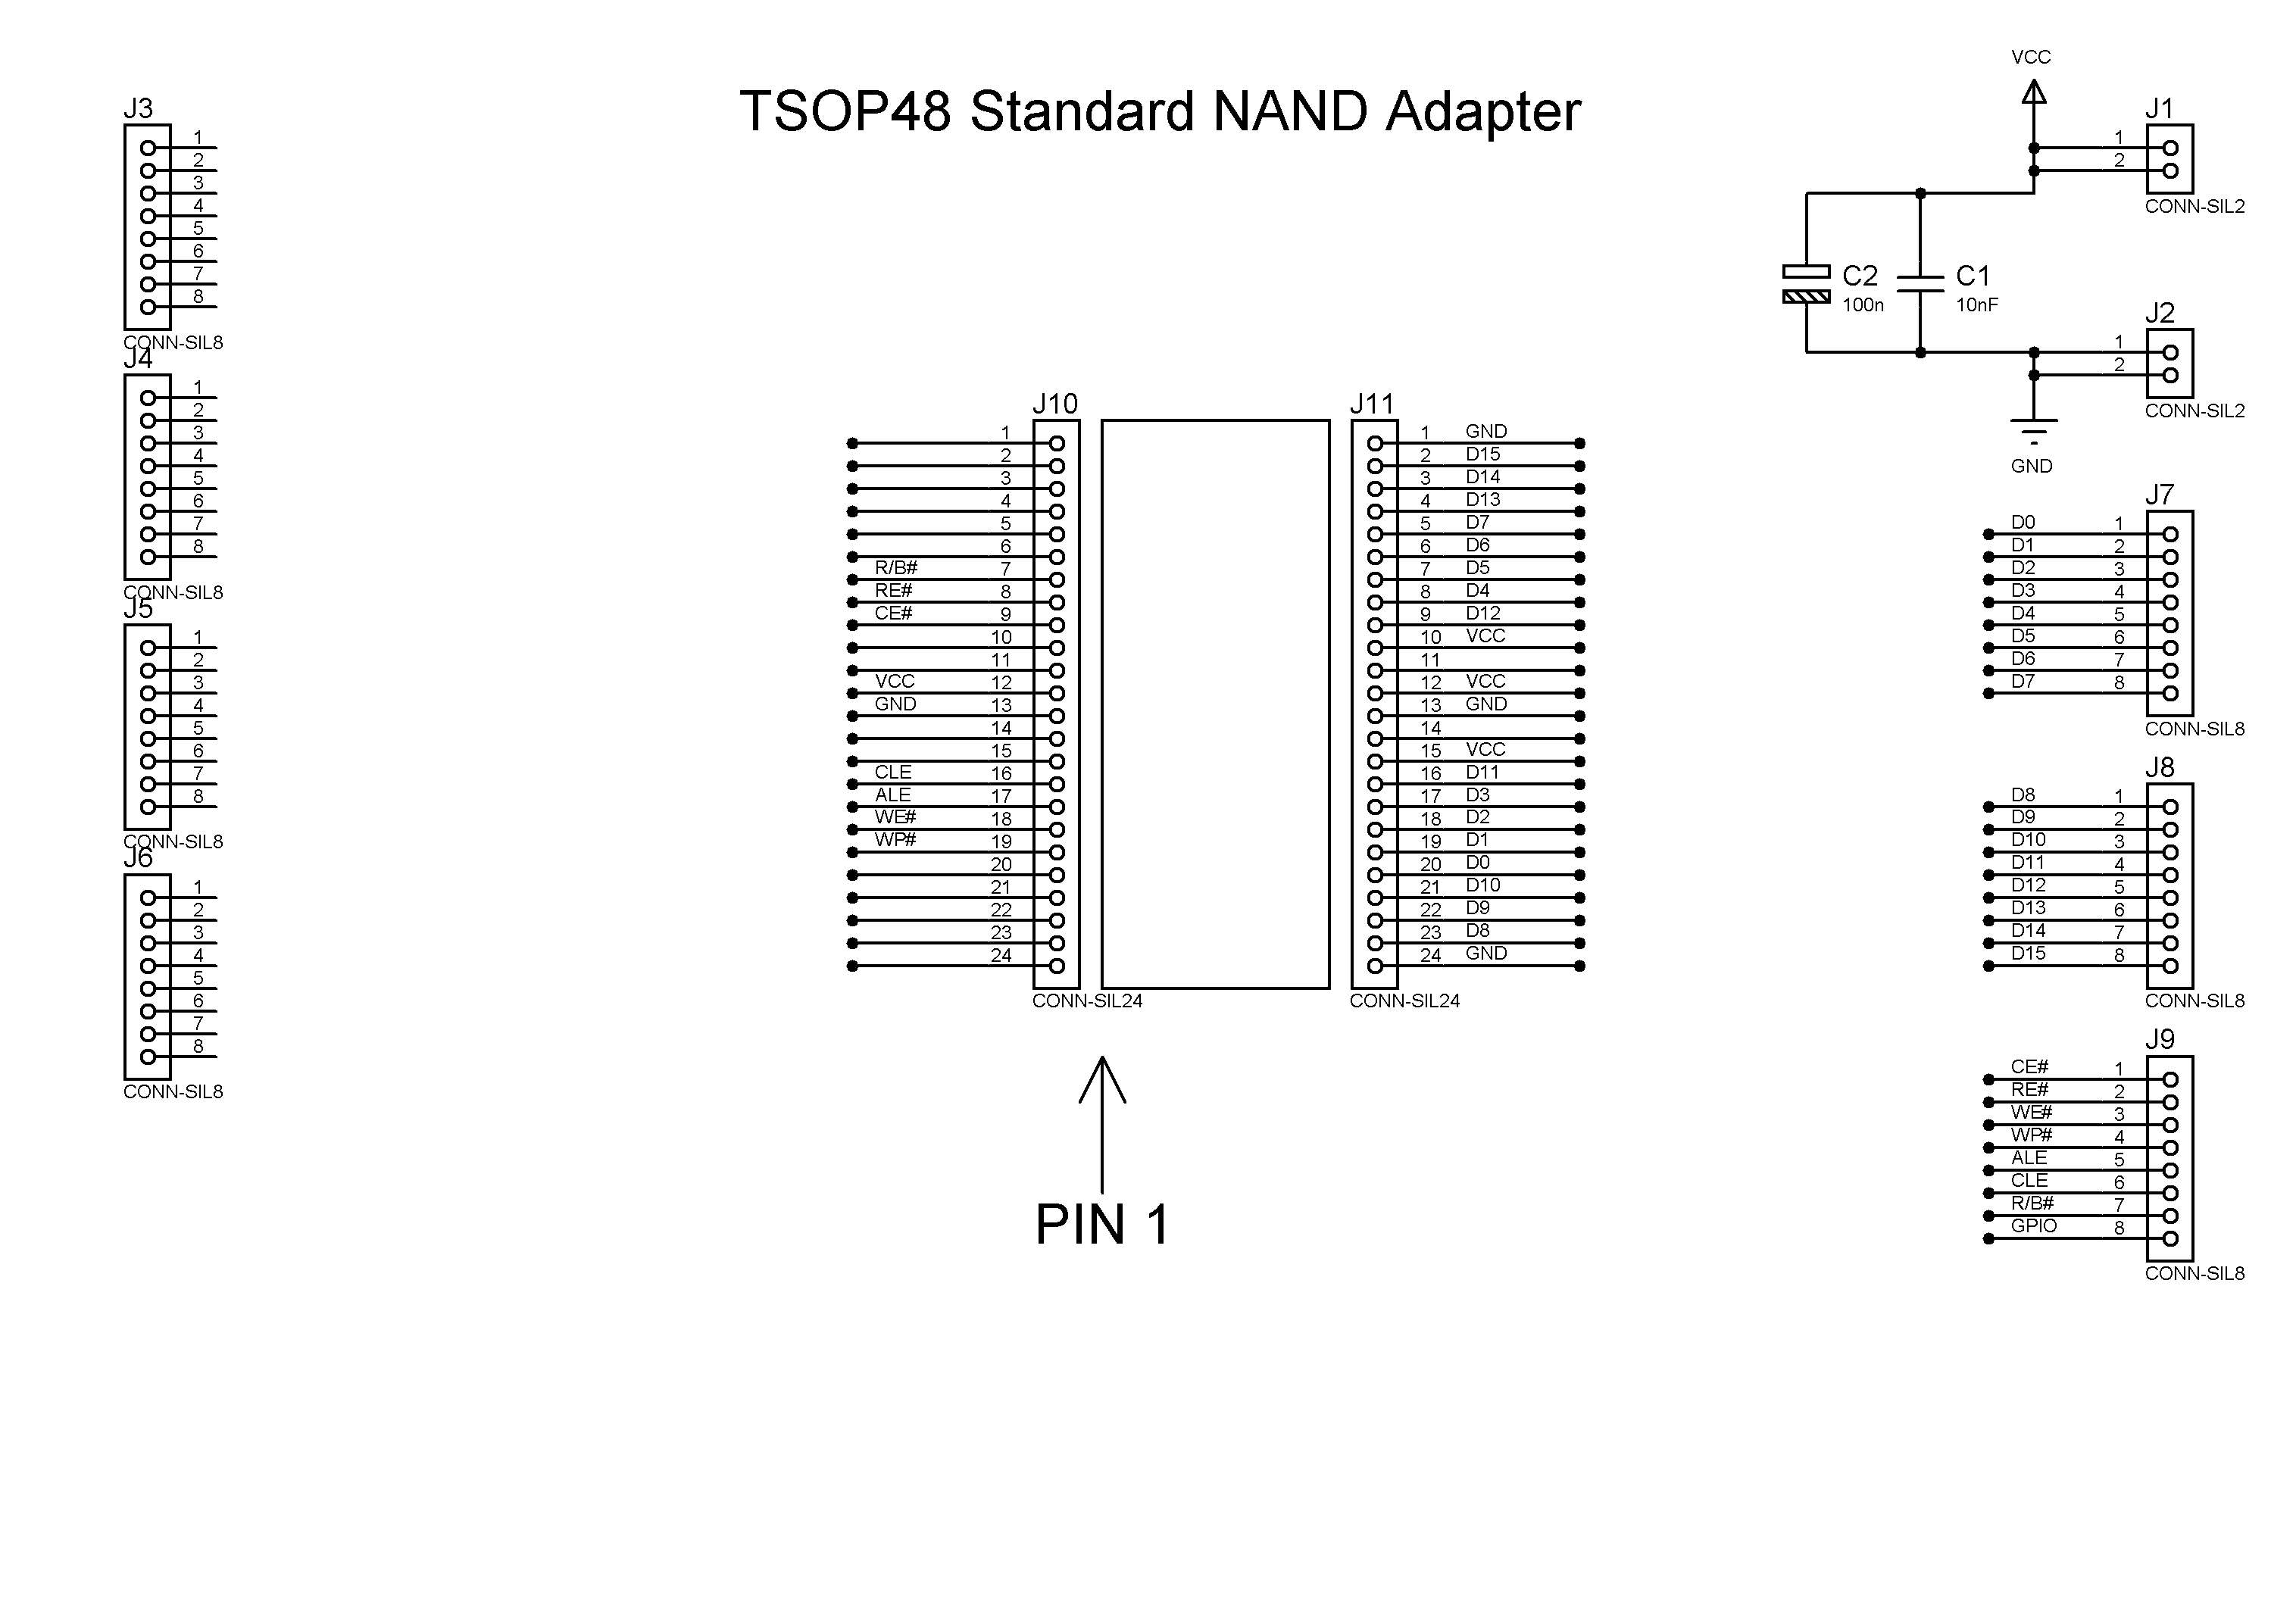 TSOP48 Standard NAND Adapter
J3
1
2
3
4
5
6
7
8
CONN-SIL8
J4
1
2
3
4
5
6
7
8
CONN-SIL8
J5
1
2
3
4
5
6
7
8
CONN-SIL8
J6
1
2
3
4
5
6
7
8
CONN-SIL8
J10
1
2
3
4
5
6
R/B# 7
RE# 8
CE# 9
10
11
VCC 12
GND 13
14
15
CLE 16
ALE 17
WE# 18
WP# 19
20
21
22
23
24
CONN-SIL24
J11
1 GND
2 D15
3 D14
4 D13
5 D7
6 D6
7 D5
8 D4
9 D12
10 VCC
11
12 VCC
13 GND
14
15 VCC
16 D11
17 D3
18 D2
19 D1
20 D0
21 D10
22 D9
23 D8
24 GND
CONN-SIL24
PIN 1
VCC
J1
1
2
CONN-SIL2
C2
100n
C1
10nF
J2
1
2
CONN-SIL2
GND
J7
D0 1
D1 2
D2 3
D3 4
D4 5
D5 6
D6 7
D7 8
CONN-SIL8
J8
D8 1
D9 2
D10 3
D11 4
D12 5
D13 6
D14 7
D15 8
CONN-SIL8
J9
CE# 1
RE# 2
WE# 3
WP# 4
ALE 5
CLE 6
R/B# 7
GPIO 8
CONN-SIL8